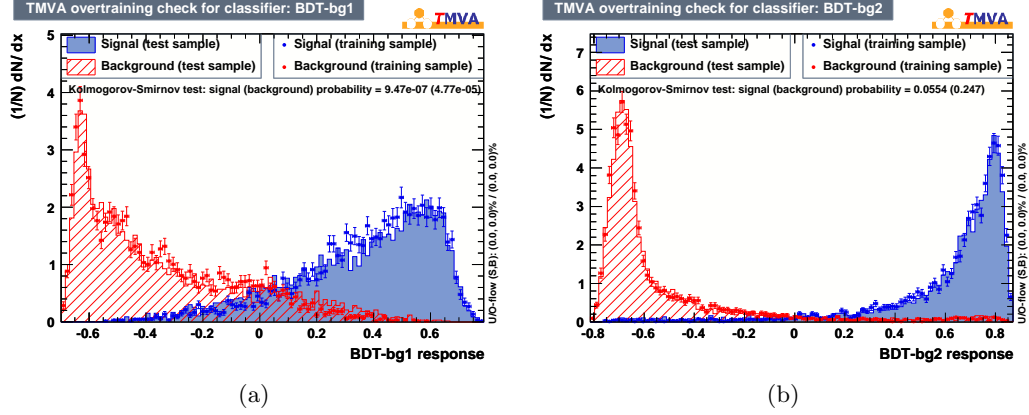 TMVA overtraining check for classifier: BDT-bg1
TMVA
Signal (test sample)
Background (test sample)
Signal (training sample)
Background (training sample)
Kolmogorov-Smirnov test: signal (background) probability = 9.47e-07 (4.77e-05)
(1/N) dN/ dx
5
4
3
2
1
0
-0.6 -0.4 -0.2 0 0.2 0.4 0.6
BDT-bg1 response
U/O-flow (S,B): (0.0, 0.0)% / (0.0, 0.0)%
(a)
TMVA overtraining check for classifier: BDT-bg2
TMVA
Signal (test sample)
Background (test sample)
Signal (training sample)
Background (training sample)
Kolmogorov-Smirnov test: signal (background) probability = 0.0554 (0.247)
(1/N) dN/ dx
7
6
5
4
3
2
1
0
-0.8 -0.6 -0.4 -0.2 0 0.2 0.4 0.6 0.8
BDT-bg2 response
U/O-flow (S,B): (0.0, 0.0)% / (0.0, 0.0)%
(b)